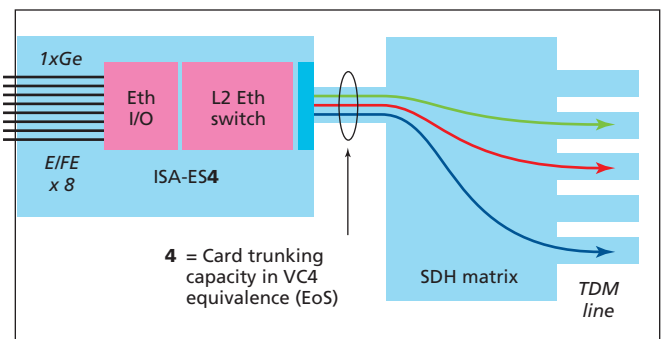 1xGe
Eth
I/O
L2 Eth
switch
E/FE
x 8
ISA-ES4
4 = Card trunking
capacity in VC4
equivalence (EoS)
SDH matrix
TDM
line